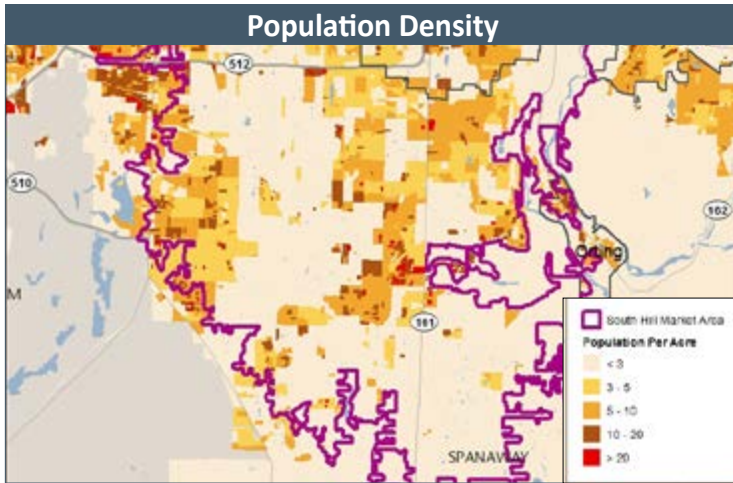 Population Density
512
510
162
Orting
M
161
SPANAWAY
South Hill Market Area
Population Per Acre
< 3
3 - 5
5 - 10
10 - 20
> 20